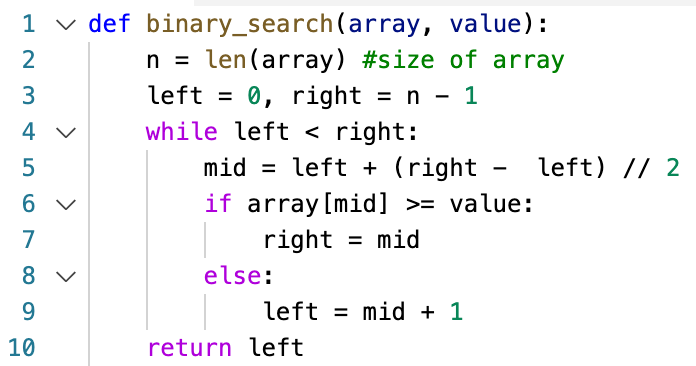 1 def binary_search(array, value):
2 n = len(array) #size of array
3 left = 0, right = n - 1
4 while left < right:
5 mid = left + (right -  left) // 2
6 if array[mid] >= value:
7 right = mid
8 else:
9 left = mid + 1
10 return left